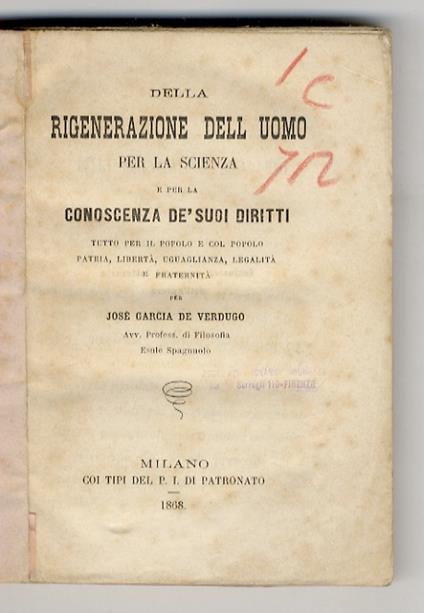 DELLA
RIGENERAZIONE DELL UOMO
PER LA SCIENZA
E PER LA
CONOSCENZA DE' SUOI DIRITTI
TUTTO PER IL POPOLO E COL POPOLO
PATRIA, LIBERTÀ, UGUAGLIANZA, LEGALITÀ
E FRATERNITÀ
PER
JOSÉ GARCIA DE VERDUGO
Avv. Profess. di Filosofia
Esule Spagnuolo
FIRENZE
MILANO
COI TIPI DEL P. I. DI PATRONATO
1868.